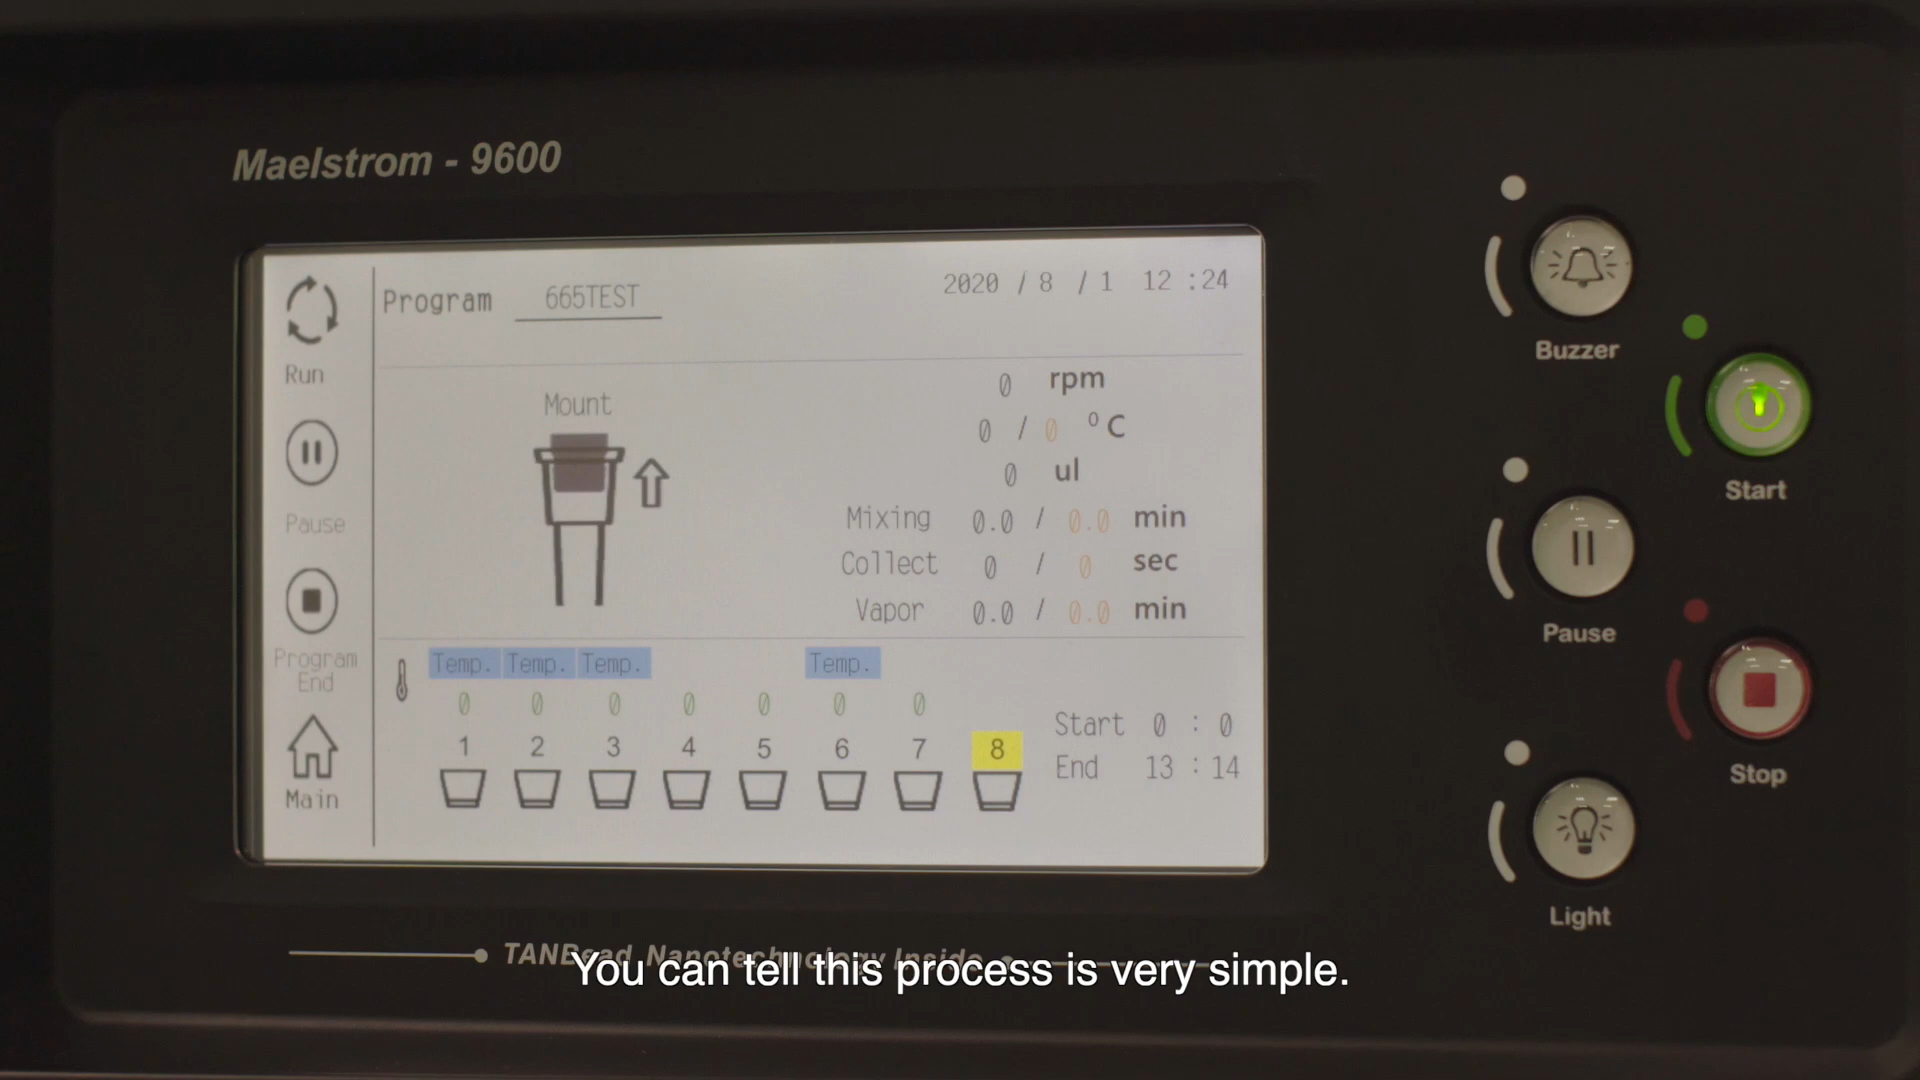 Maelstrom - 9600
Run
Pause
Program
End
Main
Program 665TEST
2020 / 8 / 1 12 : 24
Mount
0 rpm
0 / 0 °C
0 ul
Mixing 0.0 / 0.0 min
Collect 0 / 0 sec
Vapor 0.0 / 0.0 min
Temp. Temp. Temp. Temp.
0 0 0 0 0 0 0
1 2 3 4 5 6 7 8
Start 0 : 0
End 13 : 14
Buzzer
Start
Pause
Stop
Light
TANBead Nanotechnology Inside
You can tell this process is very simple.